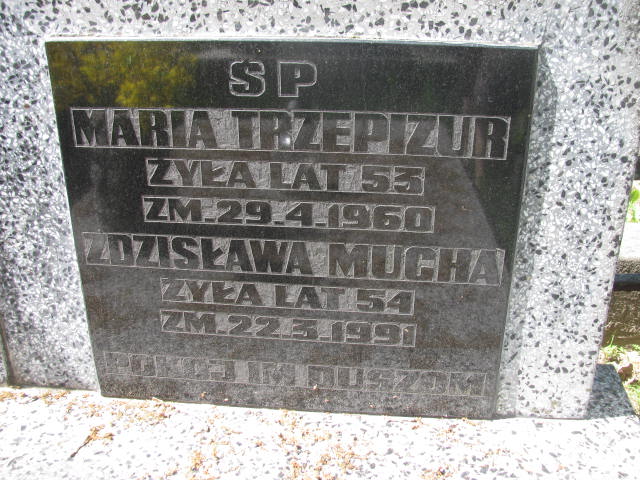 ŚP
MARIA TRZEPIZUR
ŻYŁA LAT 53
ZM. 29.4.1960
ZDZISŁAWA MUCHA
ŻYŁA LAT 54
ZM. 22.3.1991
POKÓJ IM DUSZOM